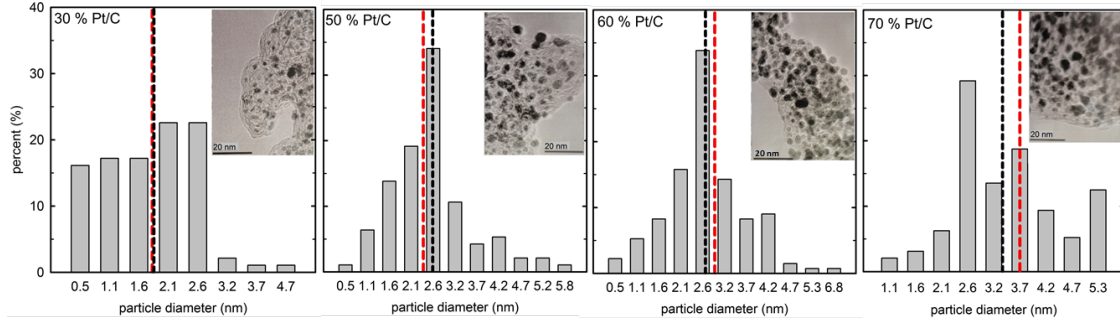 30 % Pt/C
50 % Pt/C
60 % Pt/C
70 % Pt/C
40
30
20
10
0
percent (%)
20 nm
20 nm
20 nm
20 nm
0.5 1.1 1.6 2.1 2.6 3.2 3.7 4.7
0.5 1.1 1.6 2.1 2.6 3.2 3.7 4.2 4.7 5.2 5.8
0.5 1.1 1.6 2.1 2.6 3.2 3.7 4.2 4.7 5.3 6.8
1.1 1.6 2.1 2.6 3.2 3.7 4.2 4.7 5.3
particle diameter (nm)
particle diameter (nm)
particle diameter (nm)
particle diameter (nm)